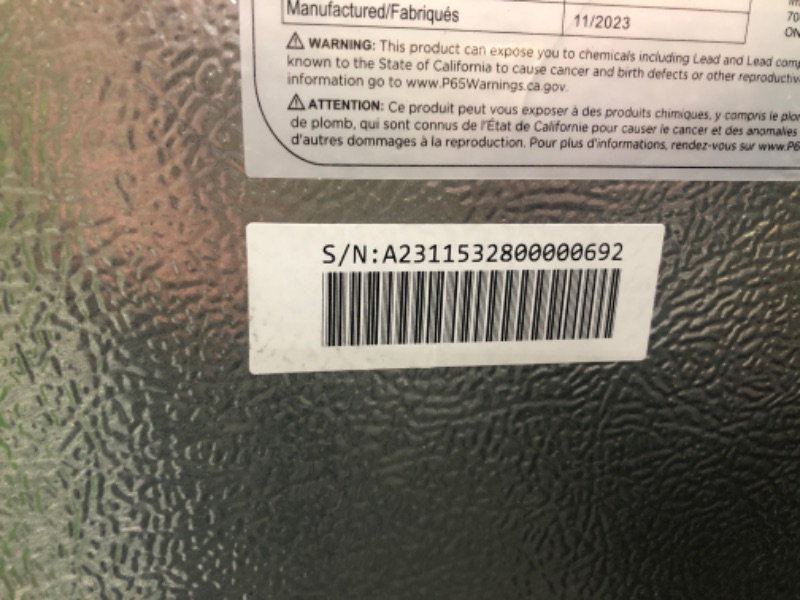 Manufactured/Fabriqués
11/2023
70
ON
⚠ WARNING: This product can expose you to chemicals including Lead and Lead
known to the State of California to cause cancer and birth defects or other
information go to www.P65Warnings.ca.gov.
⚠ ATTENTION: Ce produit peut vous exposer à des produits chimiques, y compris le
de plomb, qui sont connus de l'État de Californie pour causer le cancer et des anomalies
d'autres dommages à la reproduction. Pour plus d'informations, rendez-vous sur www.P6
S/N:A2311532800000692